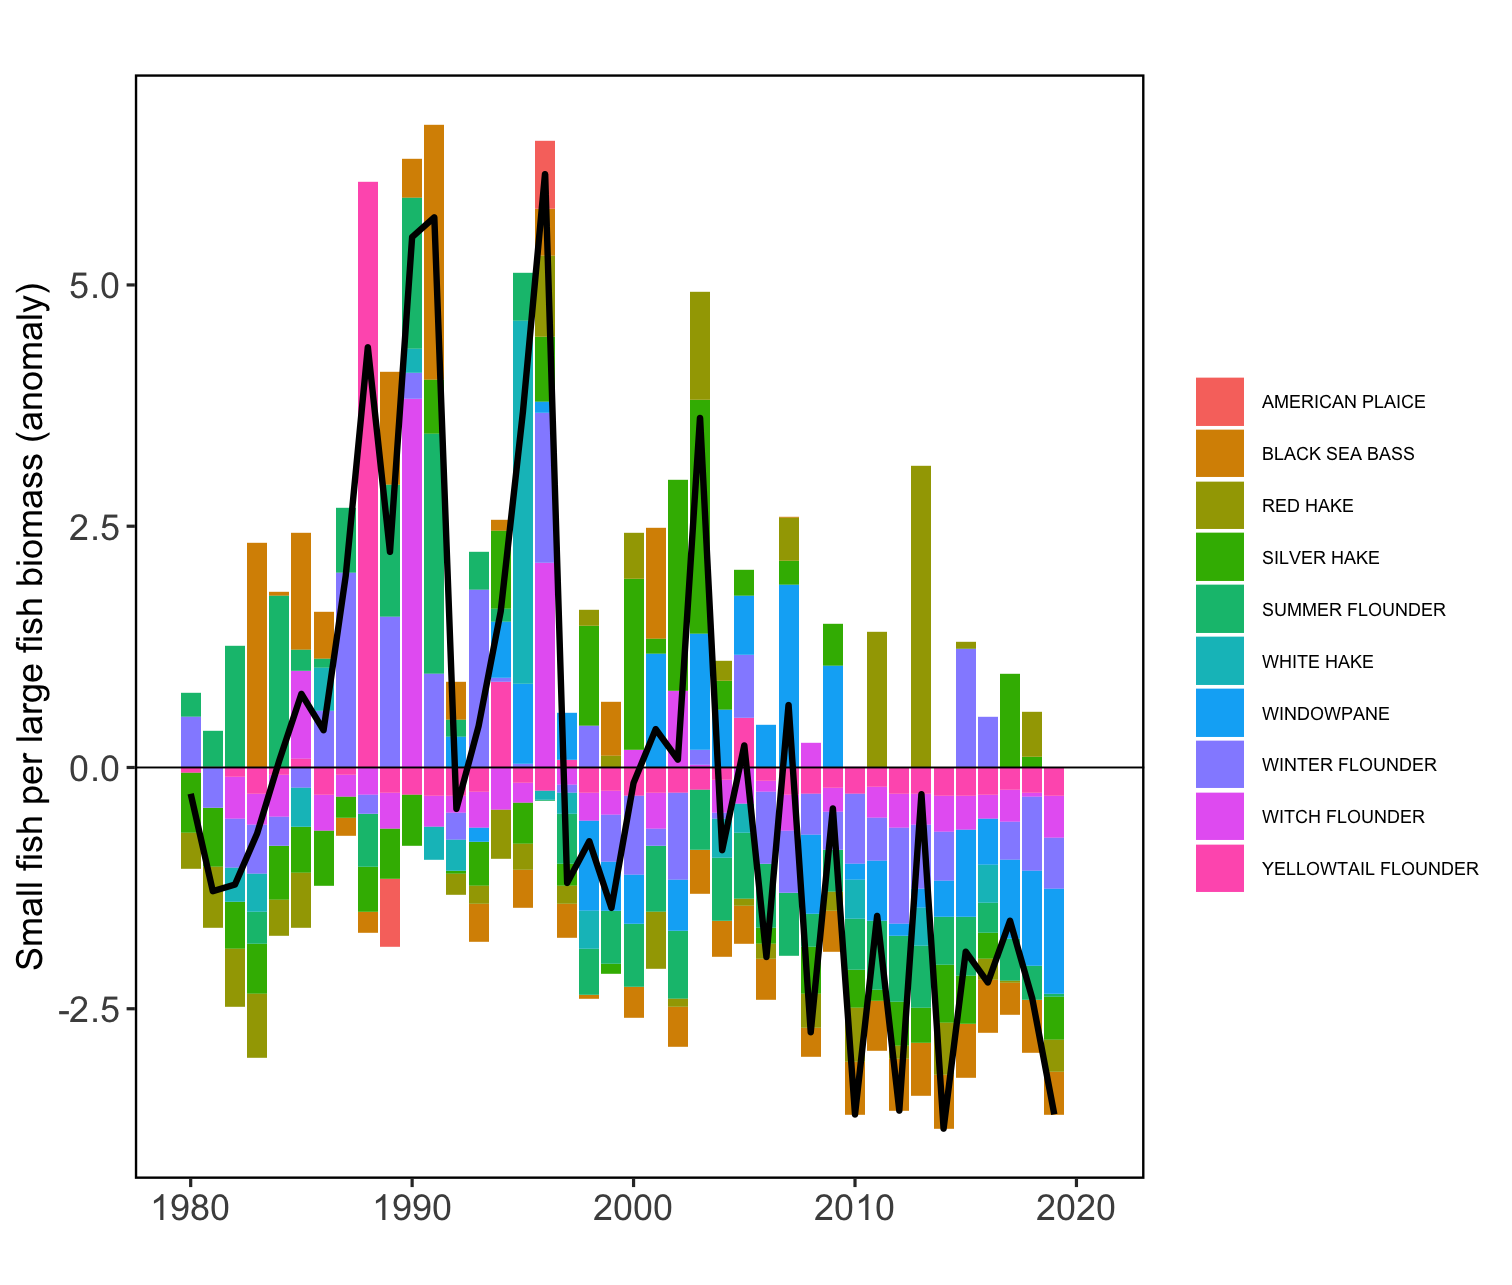 Small fish per large fish biomass (anomaly)
5.0
2.5
0.0
-2.5
1980 1990 2000 2010 2020
AMERICAN PLAICE
BLACK SEA BASS
RED HAKE
SILVER HAKE
SUMMER FLOUNDER
WHITE HAKE
WINDOWPANE
WINTER FLOUNDER
WITCH FLOUNDER
YELLOWTAIL FLOUNDER